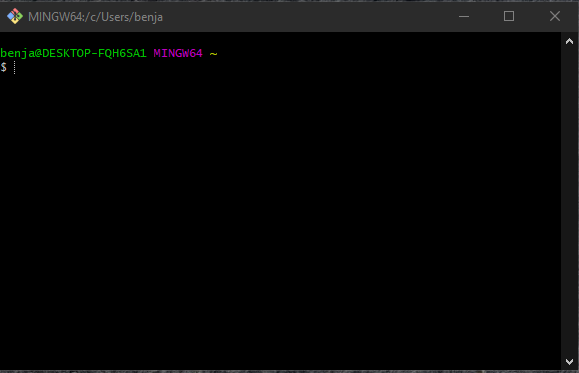 MINGW64:/c/Users/benja
benja@DESKTOP-FQH6SA1 MINGW64 ~
$